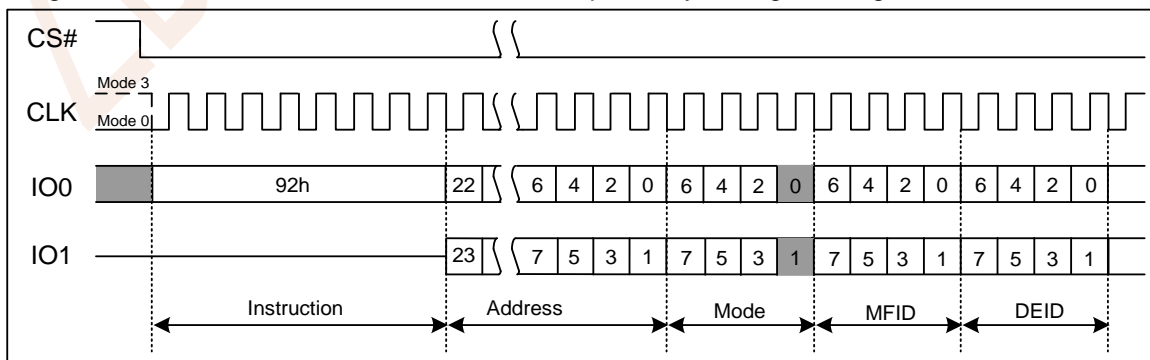 CS#
Mode 3
CLK
Mode 0
IO0 92h 22 6 4 2 0 6 4 2 0 6 4 2 0 6 4 2 0
IO1 23 7 5 3 1 7 5 3 1 7 5 3 1 7 5 3 1
Instruction Address Mode MFID DEID